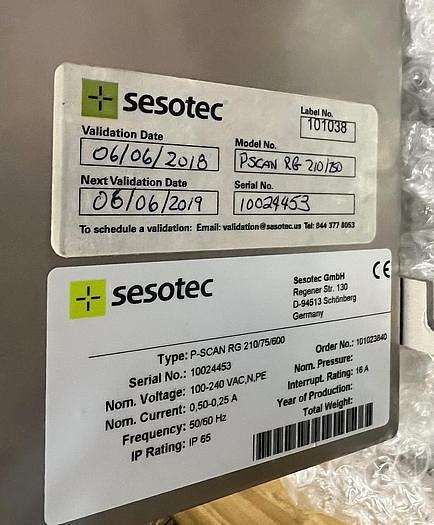 sesotec
Label No.
101038
Validation Date
06/06/2018
Model No.
PSCAN RG 210/750
Next Validation Date
06/06/2019
Serial No.
10024453
To schedule a validation: Email: validation@sesotec.us Tel: 844 377 8053
sesotec
Sesotec GmbH
Regener Str. 130
D-94513 Schönberg
Germany
CE
Type: P-SCAN RG 210/75/600
Serial No.: 10024453
Nom. Voltage: 100-240 VAC,N,PE
Nom. Current: 0,50-0,25 A
Frequency: 50/60 Hz
IP Rating: IP 65
Order No.: 101023640
Nom. Pressure:
Interrupt. Rating: 16 A
Year of Production:
Total Weight: